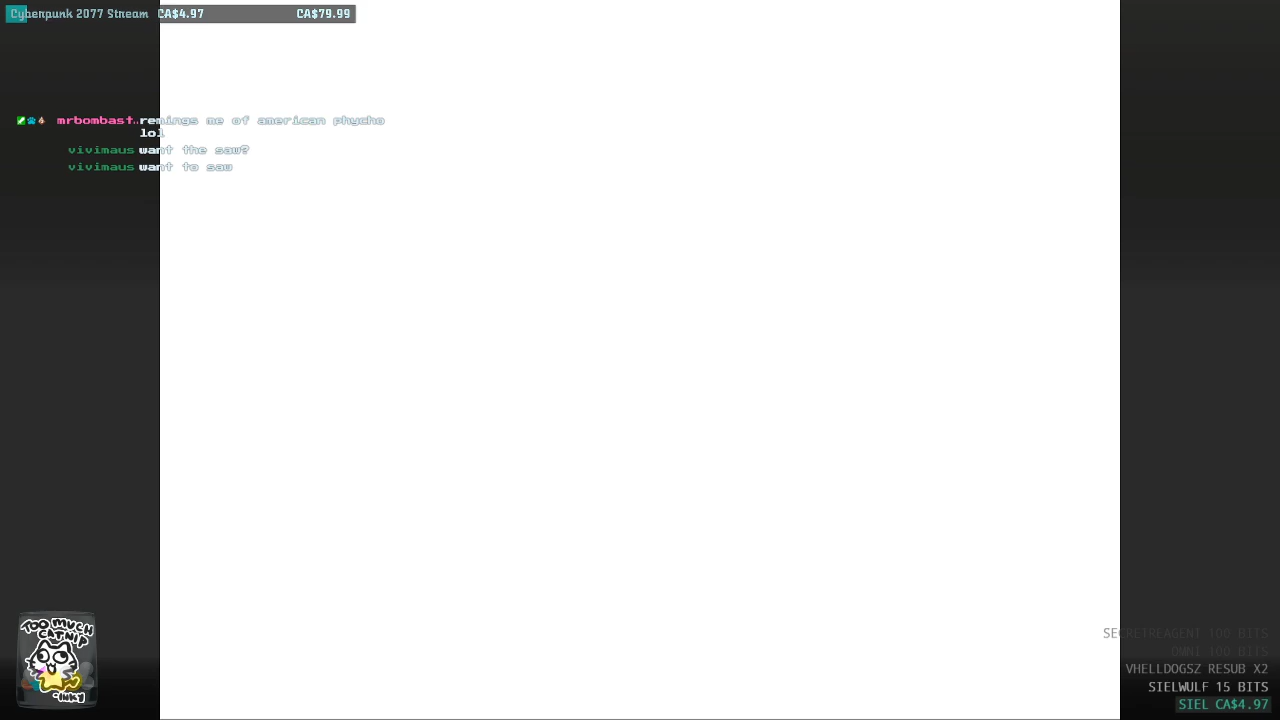 Cyberpunk 2077 Stream CA$4.97 CA$79.99
mrbombast.. remings me of american phycho
lol
vivimaus want the saw?
vivimaus want to saw
TOO MUCH
CATNIP
-INKY
SECRETREAGENT 100 BITS
OMNI 100 BITS
VHELLDOGSZ RESUB X2
SIELWULF 15 BITS
SIEL CA$4.97